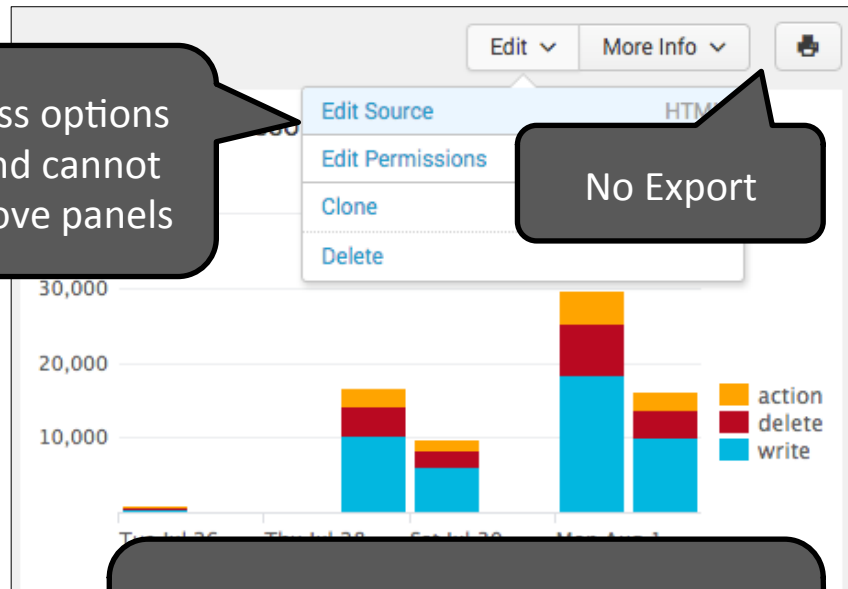 Edit More Info
ss options
nd cannot
ove panels
Edit Source
Edit Permissions
Clone
Delete
No Export
30,000
20,000
10,000
action
delete
write